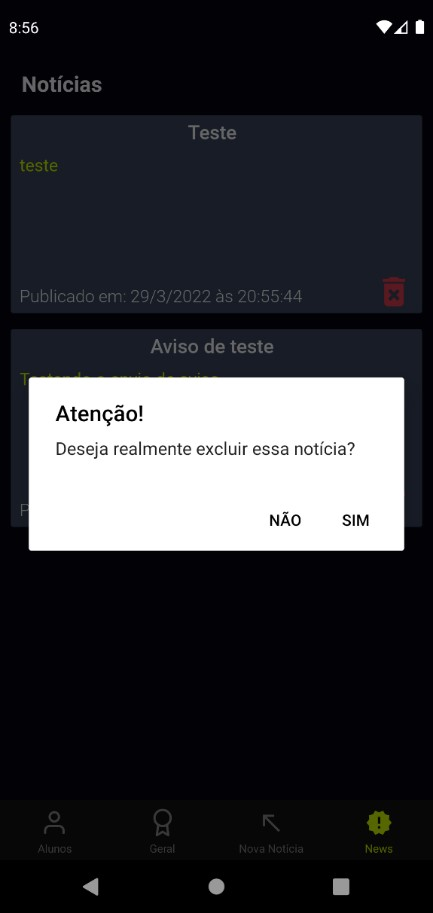 8:56
Notícias
Teste
teste
Publicado em: 29/3/2022 às 20:55:44
Aviso de teste
Atenção!
Deseja realmente excluir essa notícia?
NÃO SIM
Alunos Geral Nova Notícia News